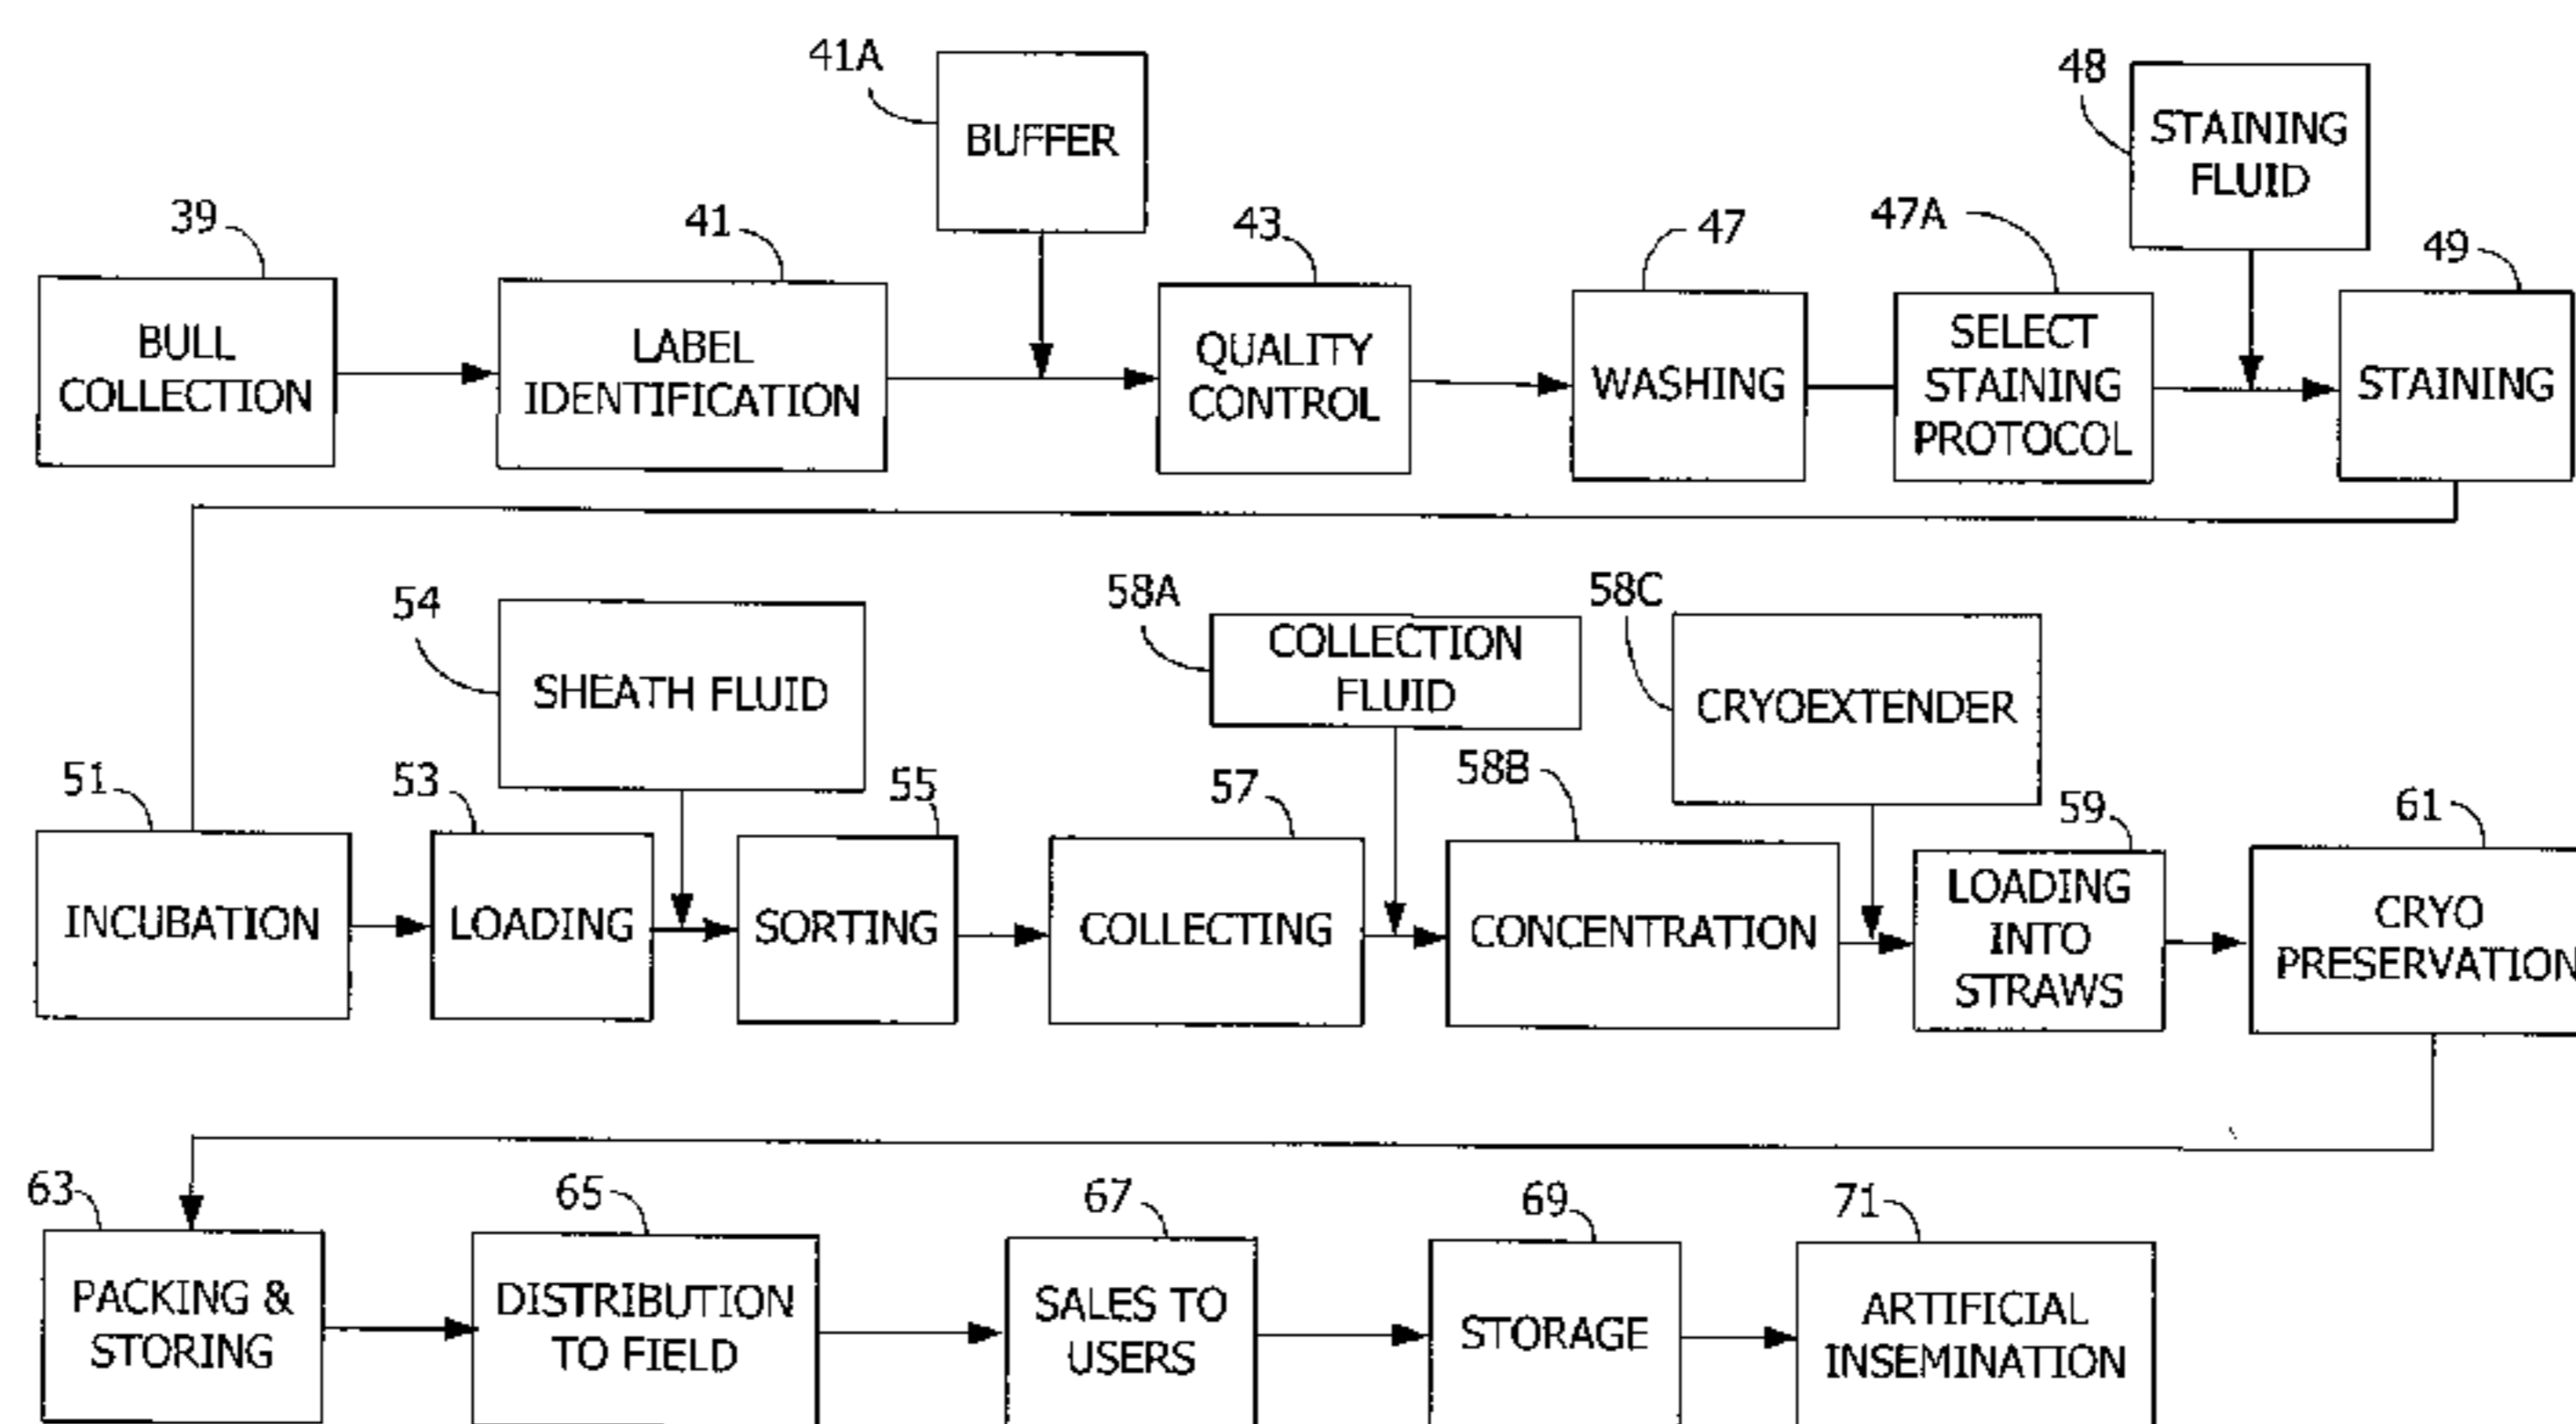 41A
BUFFER
48
STAINING
FLUID
39
BULL
COLLECTION
41
LABEL
IDENTIFICATION
43
QUALITY
CONTROL
47
WASHING
47A
SELECT
STAINING
PROTOCOL
49
STAINING
54
SHEATH FLUID
58A
COLLECTION
FLUID
58C
CRYOEXTENDER
51
INCUBATION
53
LOADING
55
SORTING
57
COLLECTING
58B
CONCENTRATION
59
LOADING
INTO
STRAWS
61
CRYO
PRESERVATION
63
PACKING &
STORING
65
DISTRIBUTION
TO FIELD
67
SALES TO
USERS
69
STORAGE
71
ARTIFICIAL
INSEMINATION